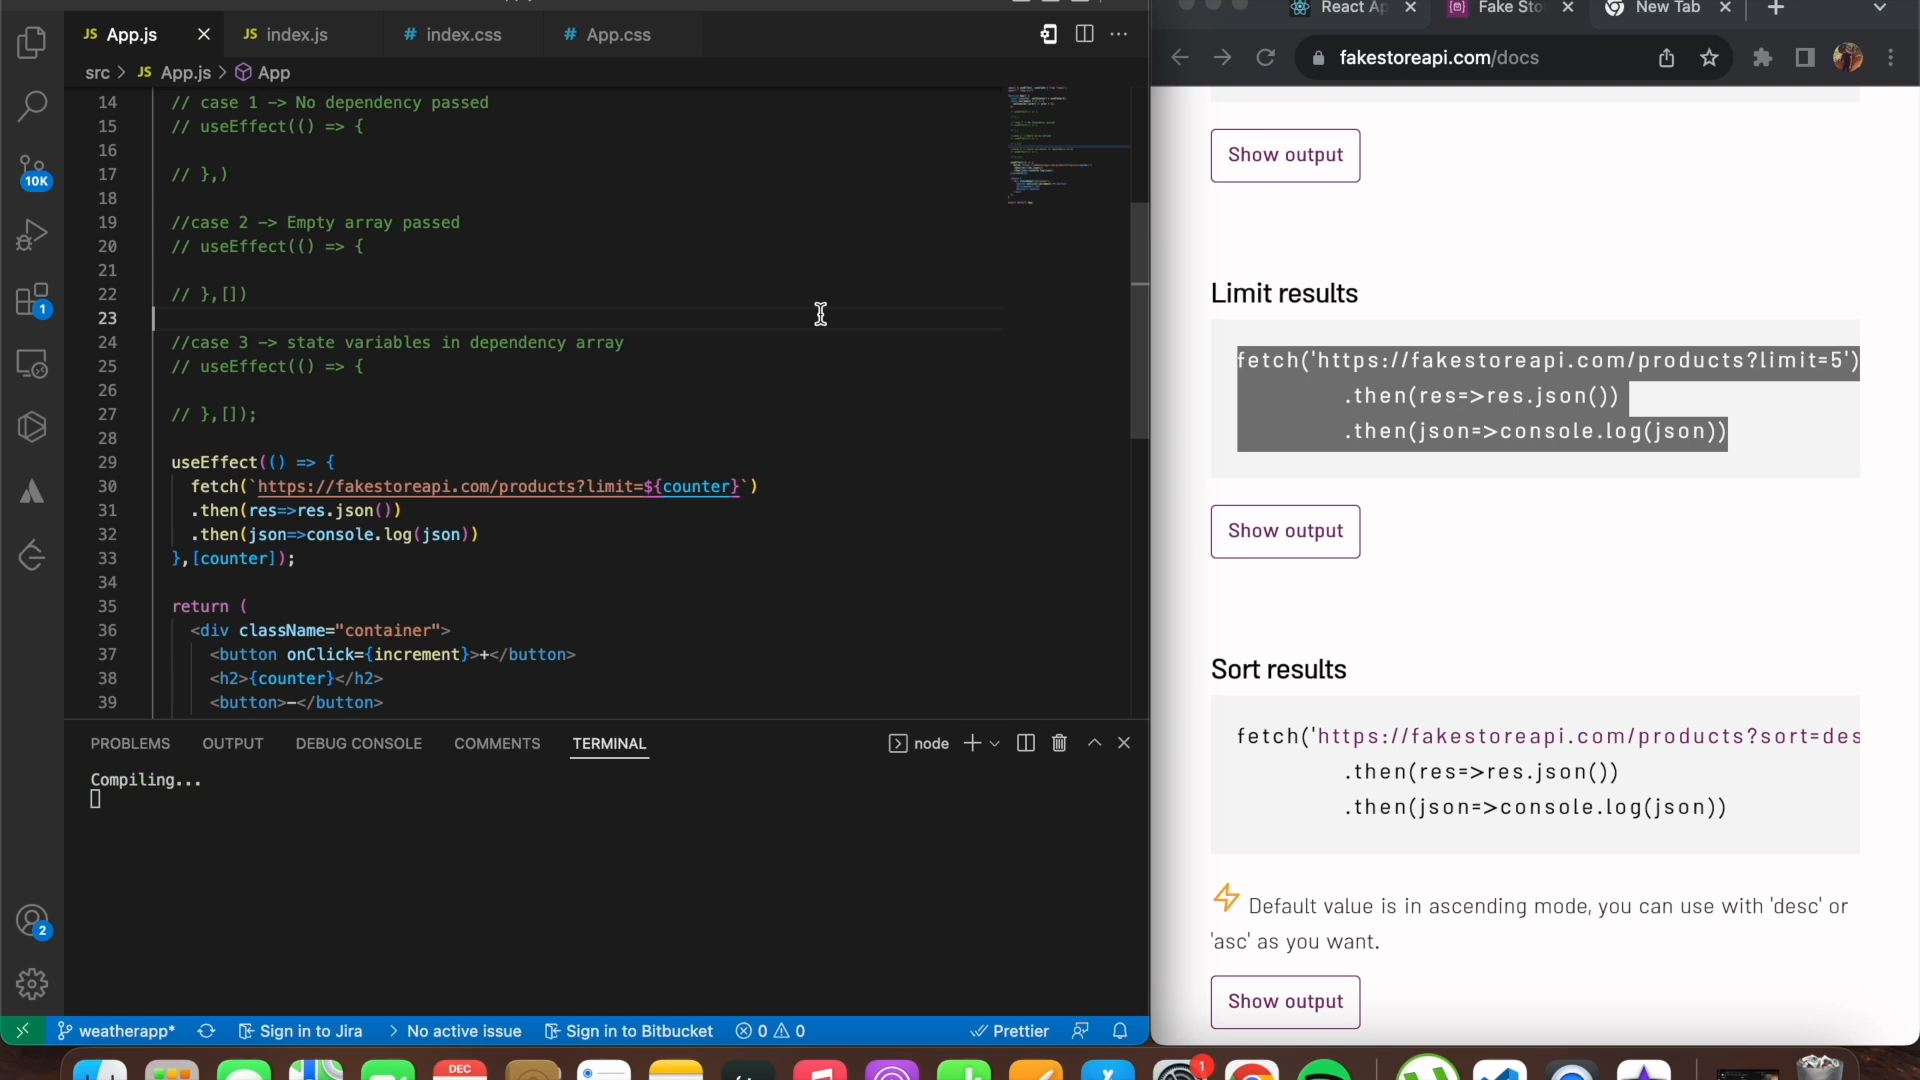 JS App.js
JS index.js
# index.css
# App.css
src > JS App.js > App
14 // case 1 -> No dependency passed
15 // useEffect(() => {
16
17 // },)
18
19 //case 2 -> Empty array passed
20 // useEffect(() => {
21
22 // },[])
23
24 //case 3 -> state variables in dependency array
25 // useEffect(() => {
26
27 // },[]);
28
29 useEffect(() => {
30 fetch(`https://fakestoreapi.com/products?limit=${counter}`)
31 .then(res=>res.json())
32 .then(json=>console.log(json))
33 },[counter]);
34
35 return (
36 <div className="container">
37 <button onClick={increment}>+</button>
38 <h2>{counter}</h2>
39 <button>-</button>
10K
1
2
PROBLEMS
OUTPUT
DEBUG CONSOLE
COMMENTS
TERMINAL
node
Compiling...
weatherapp*
Sign in to Jira
No active issue
Sign in to Bitbucket
0
0
Prettier
React Ap
Fake Sto
New Tab
fakestoreapi.com/docs
Show output
Limit results
fetch('https://fakestoreapi.com/products?limit=5')
.then(res=>res.json())
.then(json=>console.log(json))
Show output
Sort results
fetch('https://fakestoreapi.com/products?sort=des
.then(res=>res.json())
.then(json=>console.log(json))
Default value is in ascending mode, you can use with 'desc' or
'asc' as you want.
Show output
DEC
1